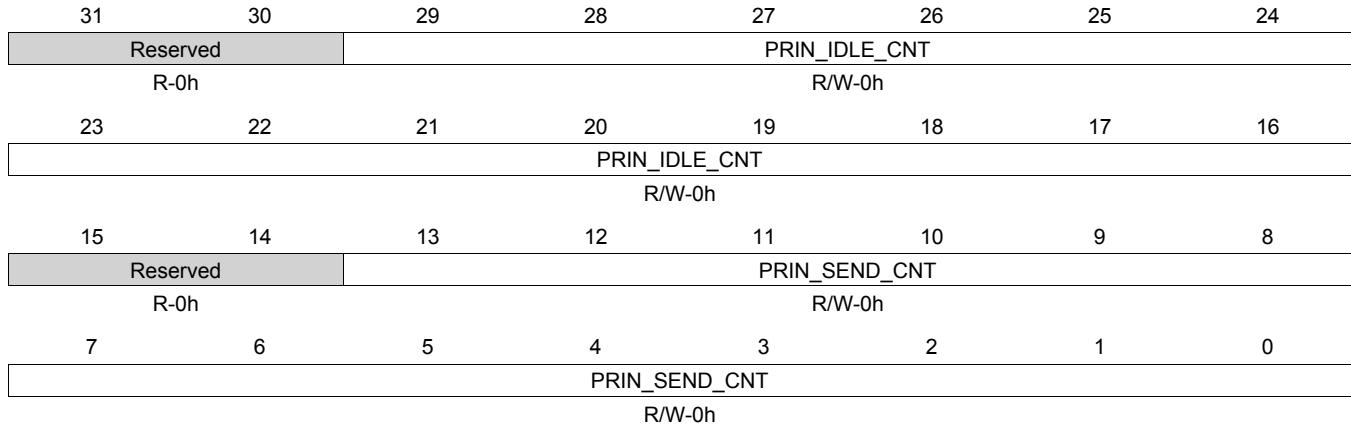 31 30 29 28 27 26 25 24
Reserved PRIN_IDLE_CNT
R-0h R/W-0h
23 22 21 20 19 18 17 16
PRIN_IDLE_CNT
R/W-0h
15 14 13 12 11 10 9 8
Reserved PRIN_SEND_CNT
R-0h R/W-0h
7 6 5 4 3 2 1 0
PRIN_SEND_CNT
R/W-0h